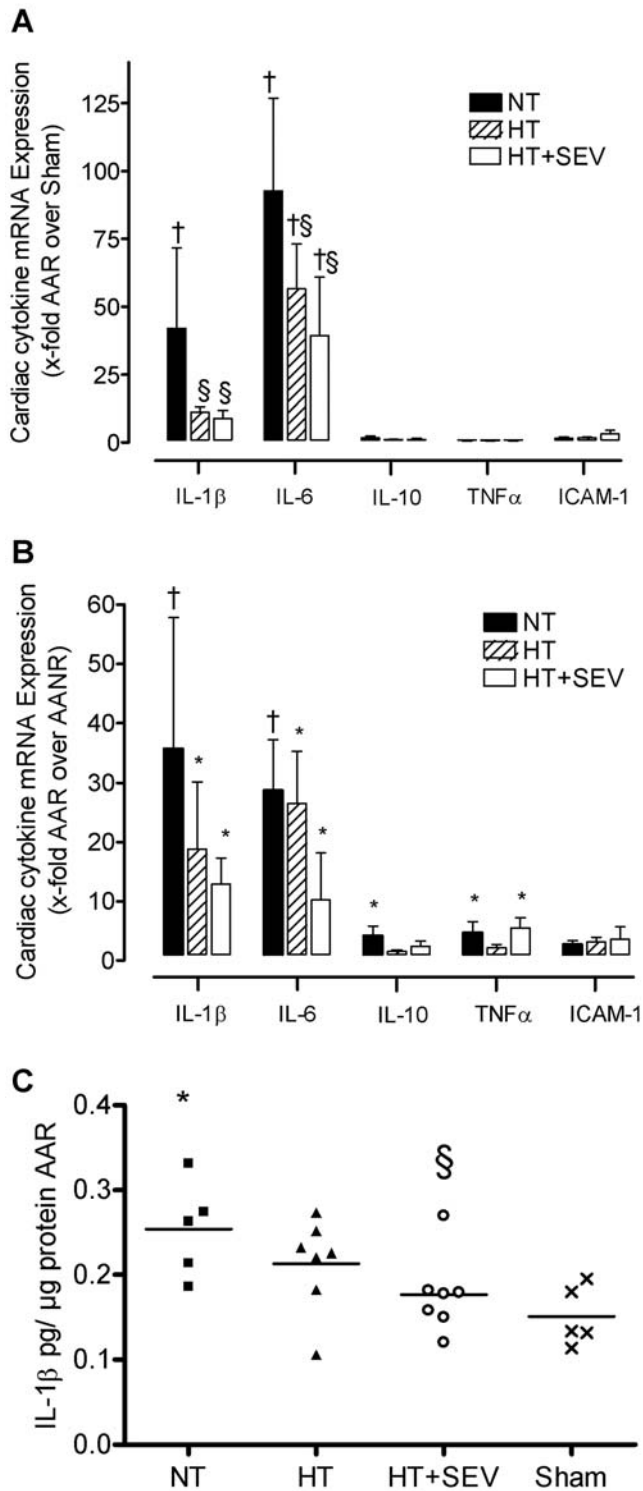 A
Cardiac cytokine mRNA Expression
(x-fold AAR over Sham)
125
100
75
50
25
0
† † †§ †§ § §
NT
HT
HT+SEV
IL-1β IL-6 IL-10 TNFα ICAM-1
B
Cardiac cytokine mRNA Expression
(x-fold AAR over AANR)
60
50
40
30
20
10
0
† * * † * * * * *
NT
HT
HT+SEV
IL-1β IL-6 IL-10 TNFα ICAM-1
C
IL-1β pg/ µg protein AAR
0.4
0.3
0.2
0.1
0.0
* §
NT HT HT+SEV Sham